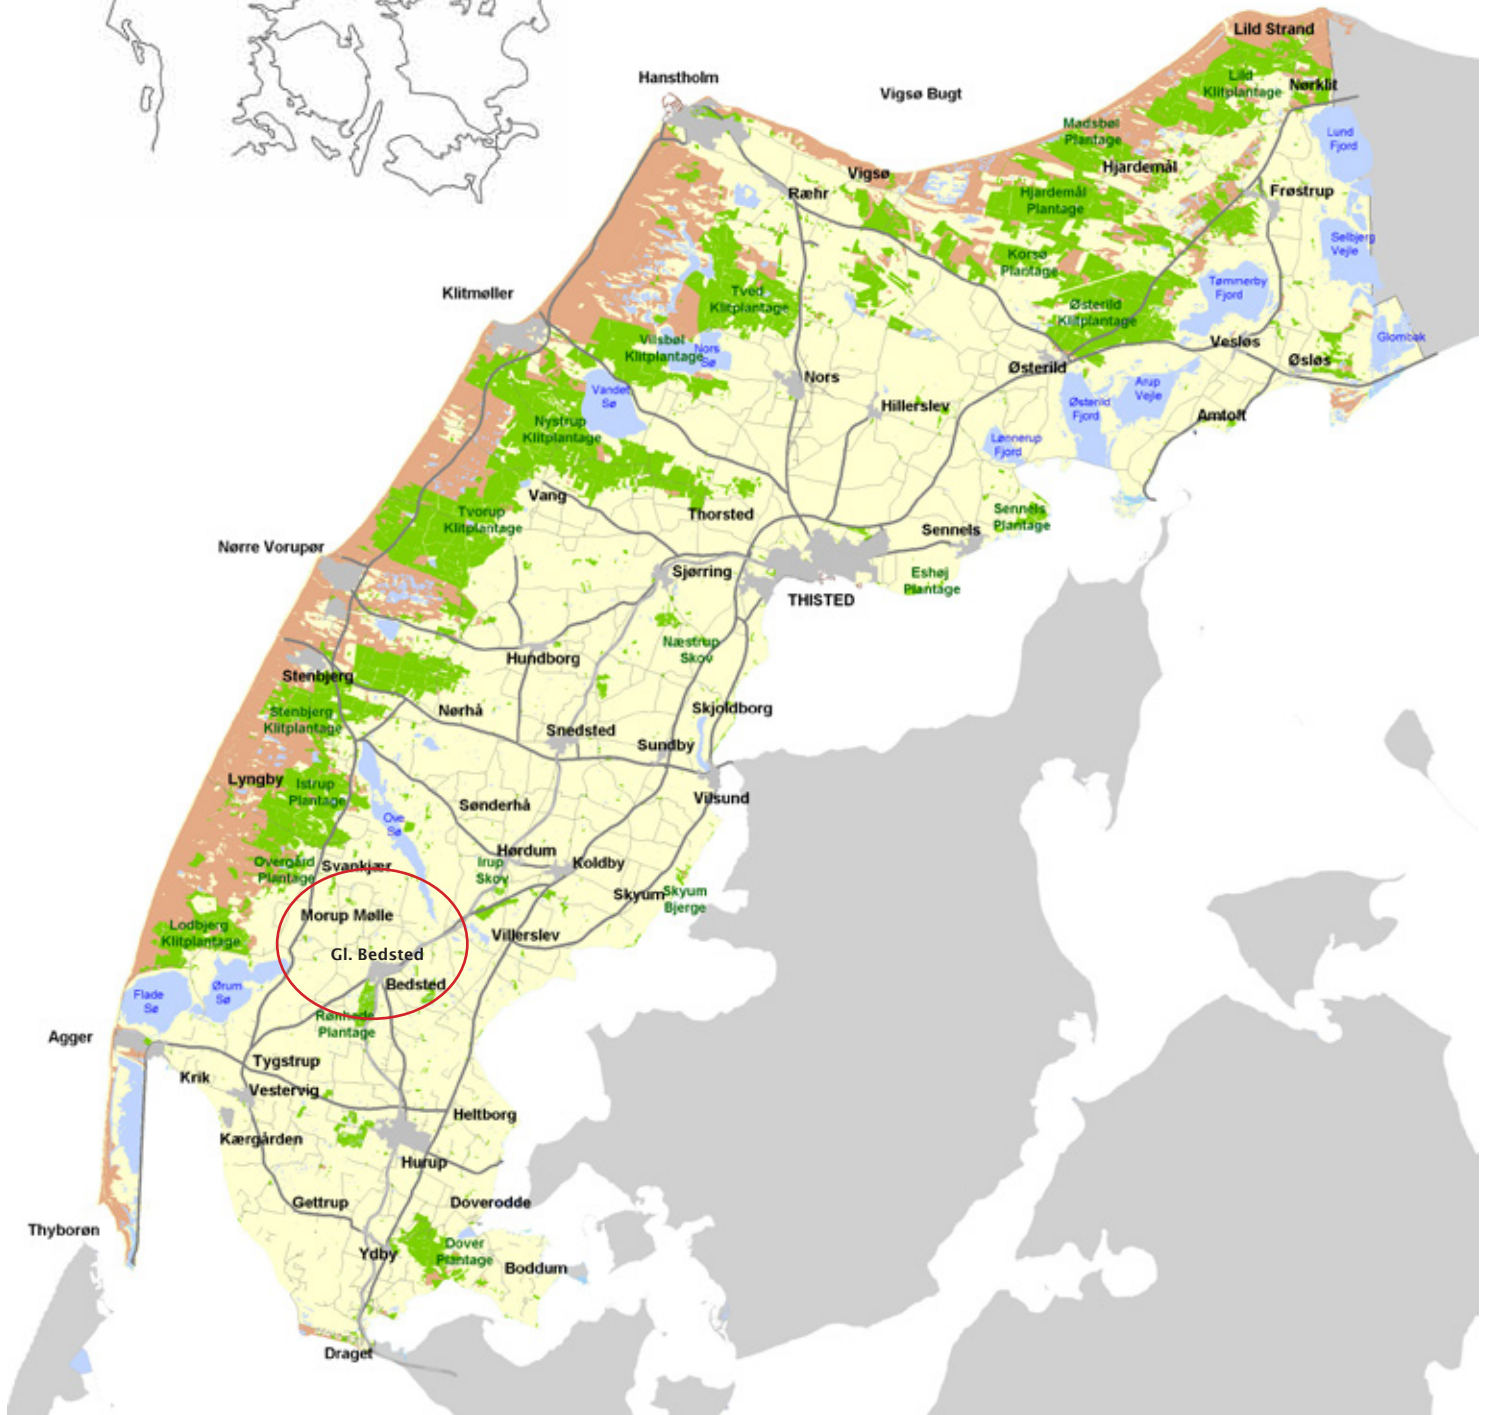 Lild Strand
Hanstholm
Lild
Klitplantage
Nørklit
Vigsø Bugt
Madsbøl
Plantage
Lund
Fjord
Hjardemål
Vigsø
Ræhr
Hjardemål
Plantage
Frøstrup
Selbjerg
Vejle
Korsø
Plantage
Tømmerby
Fjord
Klitmøller
Tved
Klitplantage
Østerild
Klitplantage
Vilsbøl
Klitplantage
Nors
Sø
Vesløs
Glombak
Øsløs
Østerild
Nors
Vandet
Sø
Arup
Vejle
Østerild
Fjord
Hillerslev
Amtoft
Nystrup
Klitplantage
Lønnerup
Fjord
Vang
Thorsted
Tvorup
Klitplantage
Sennels
Sennels
Plantage
Nørre Vorupør
Sjørring
Eshøj
Plantage
THISTED
Næstrup
Skov
Hundborg
Stenbjerg
Stenbjerg
Klitplantage
Nørhå
Skjoldborg
Snedsted
Sundby
Lyngby
Istrup
Plantage
Vilsund
Sønderhå
Ove
Sø
Hørdum
Irup
Skov
Koldby
Svankjær
Overgård
Plantage
Skyum
Skyum
Bjerge
Morup Mølle
Lodbjerg
Klitplantage
Villerslev
Gl. Bedsted
Bedsted
Flade
Sø
Ørum
Sø
Rønhede
Plantage
Agger
Tygstrup
Krik
Vestervig
Heltborg
Kærgården
Hurup
Gettrup
Doverodde
Thyborøn
Ydby
Dover
Plantage
Boddum
Draget